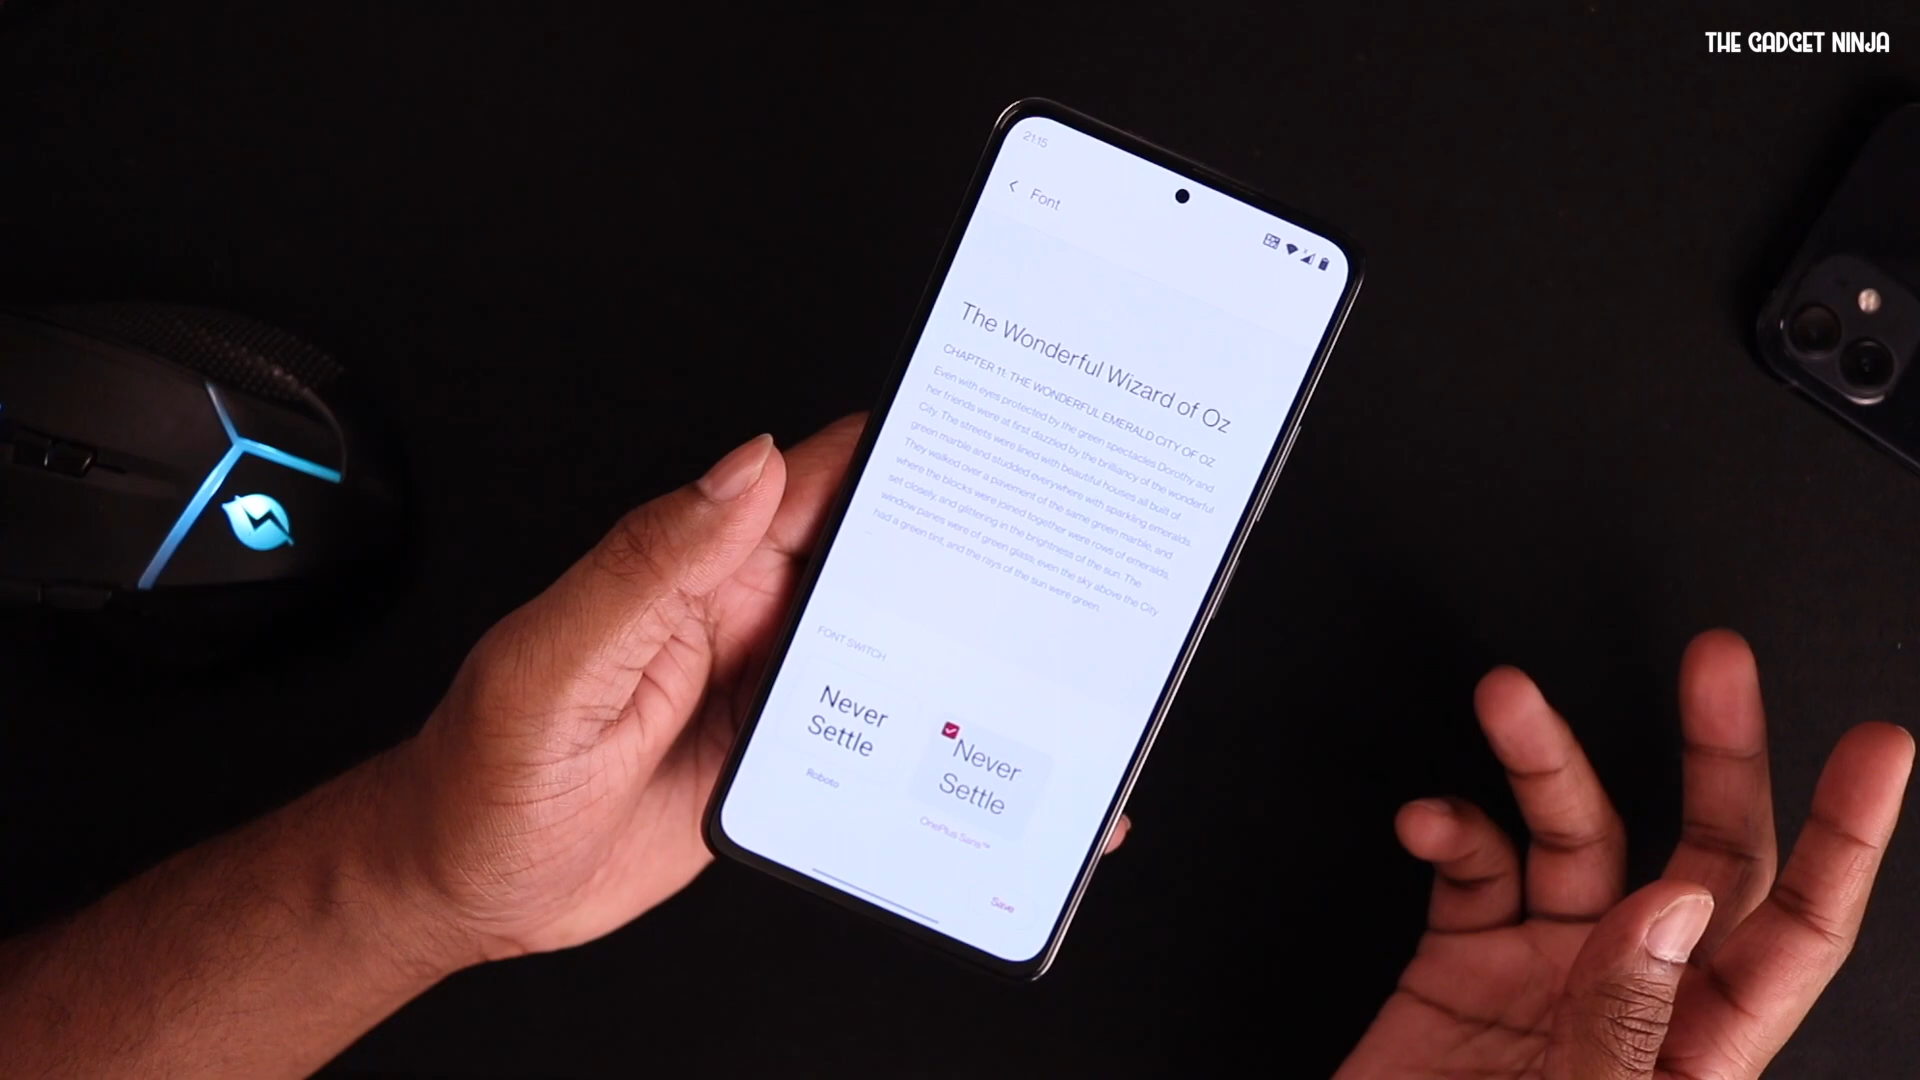 THE GADGET NINJA
21:15
Font
The Wonderful Wizard of Oz
CHAPTER 11: THE WONDERFUL EMERALD CITY OF OZ
Even with eyes protected by the green spectacles Dorothy and
her friends were at first dazzled by the brilliancy of the wonderful
City. The streets were lined with beautiful houses all built of
green marble and studded everywhere with sparkling emeralds.
They walked over a pavement of the same green marble, and
where the blocks were joined together were rows of emeralds,
set closely, and glittering in the brightness of the sun. The
window panes were of green glass, even the sky above the City
had a green tint, and the rays of the sun were green.
FONT SWITCH
Never
Settle
Roboto
Never
Settle
OnePlus Sans™
Save